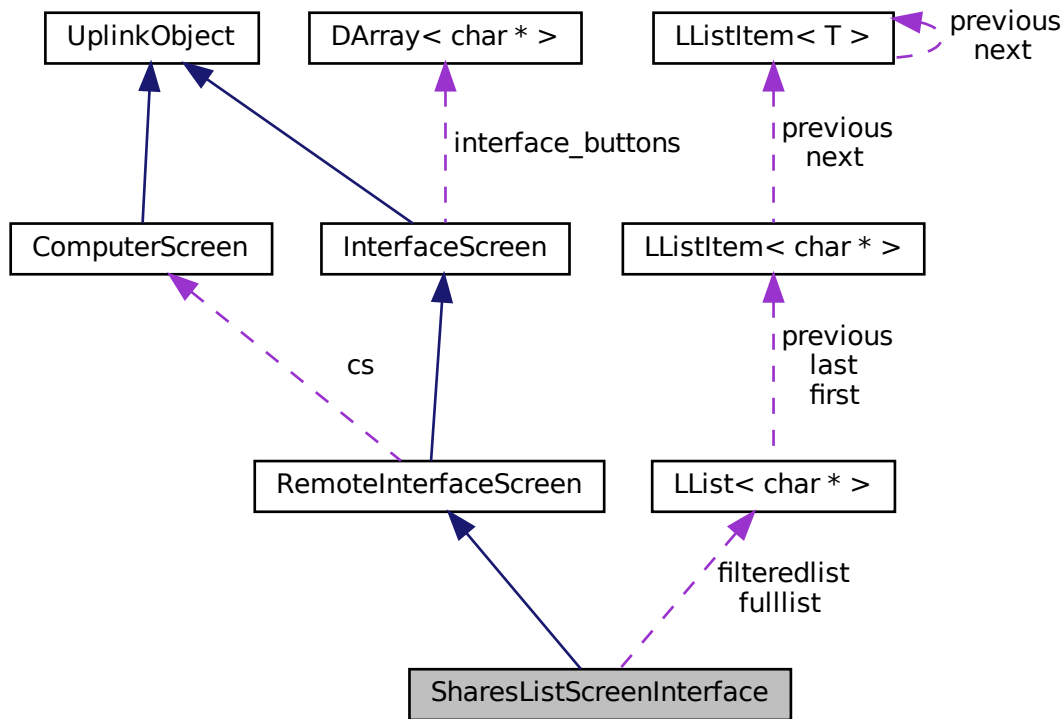 UplinkObject
DArray< char * >
LListItem< T >
previous
next
interface_buttons
previous
next
ComputerScreen
InterfaceScreen
LListItem< char * >
cs
previous
last
first
RemoteInterfaceScreen
LList< char * >
filteredlist
fulllist
SharesListScreenInterface